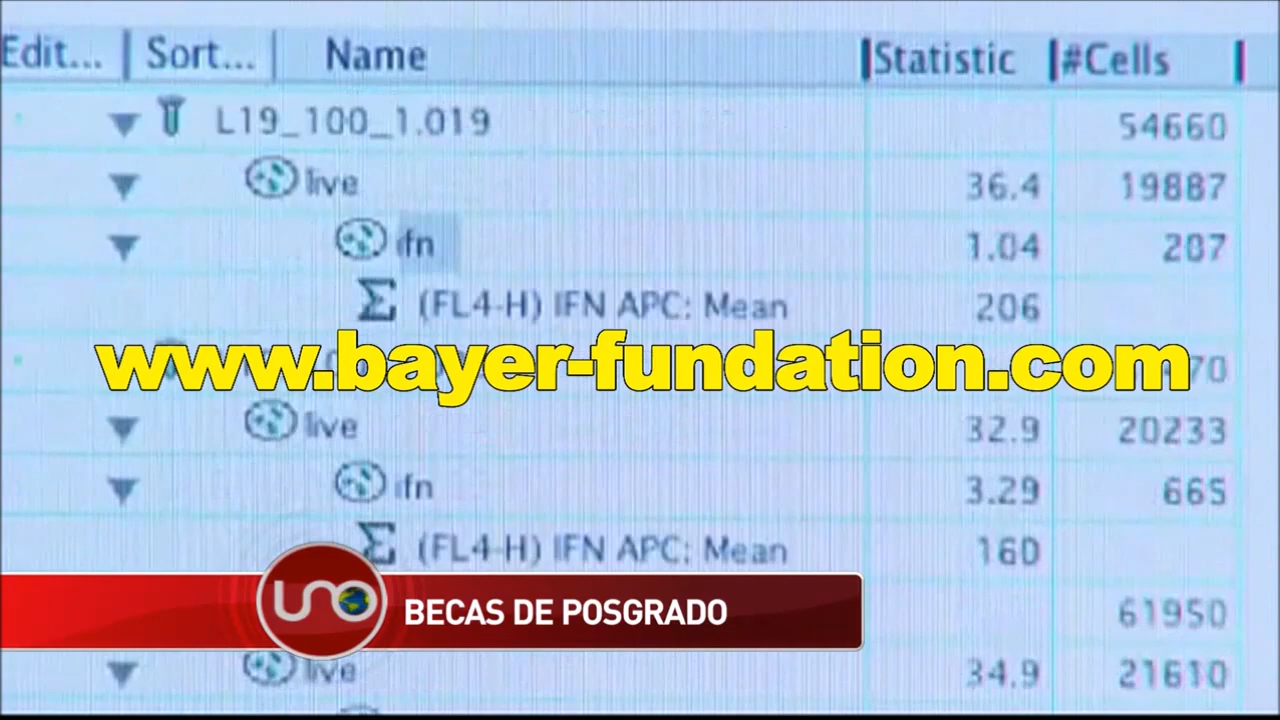 Edit... Sort... Name Statistic #Cells
L19_100_1.019 54660
live 36.4 19887
ifn 1.04 207
Σ (FL4-H) IFN APC: Mean 206
www.bayer-fundation.com
live 32.9 20233
ifn 3.29 665
Σ (FL4-H) IFN APC: Mean 160
UNO BECAS DE POSGRADO
61950
live 34.9 21610